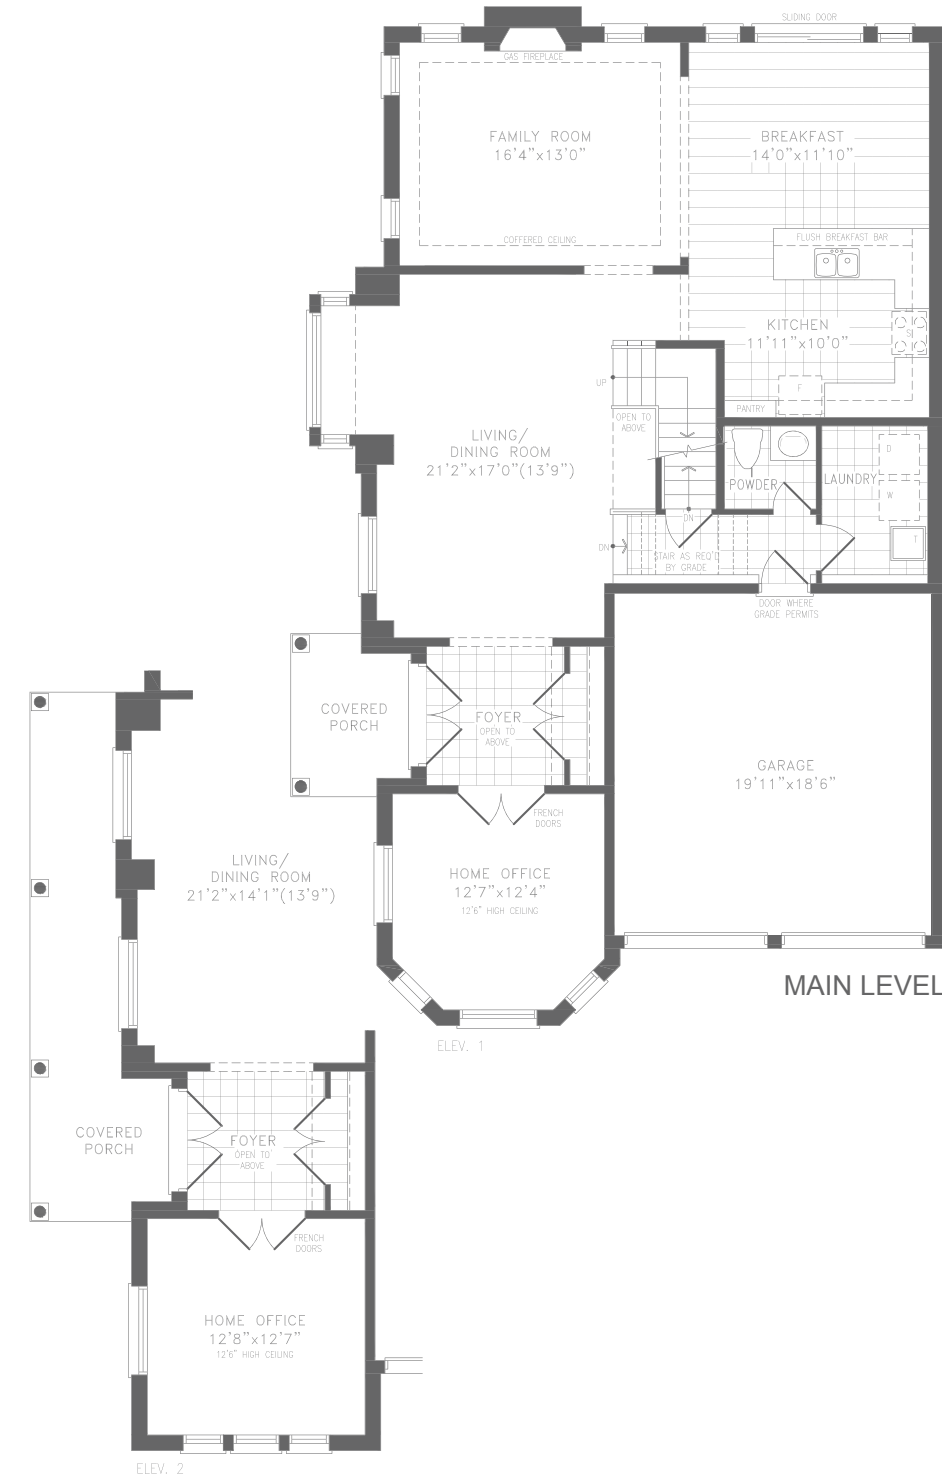 SLIDING DOOR
GAS FIREPLACE
FAMILY ROOM
16'4"x13'0"
COFFERED CEILING
BREAKFAST
14'0"x11'10"
FLUSH BREAKFAST BAR
KITCHEN
11'11"x10'0"
S
F
PANTRY
UP
OPEN TO
ABOVE
LIVING/
DINING ROOM
21'2"x17'0"(13'9")
POWDER
LAUNDRY
D
W
T
DN
DN
STAIR AS REQ'D
BY GRADE
DOOR WHERE
GRADE PERMITS
COVERED
PORCH
FOYER
OPEN TO
ABOVE
GARAGE
19'11"x18'6"
FRENCH
DOORS
HOME OFFICE
12'7"x12'4"
12'6" HIGH CEILING
LIVING/
DINING ROOM
21'2"x14'1"(13'9")
MAIN LEVEL
ELEV. 1
COVERED
PORCH
FOYER
OPEN TO
ABOVE
FRENCH
DOORS
HOME OFFICE
12'8"x12'7"
12'6" HIGH CEILING
ELEV. 2